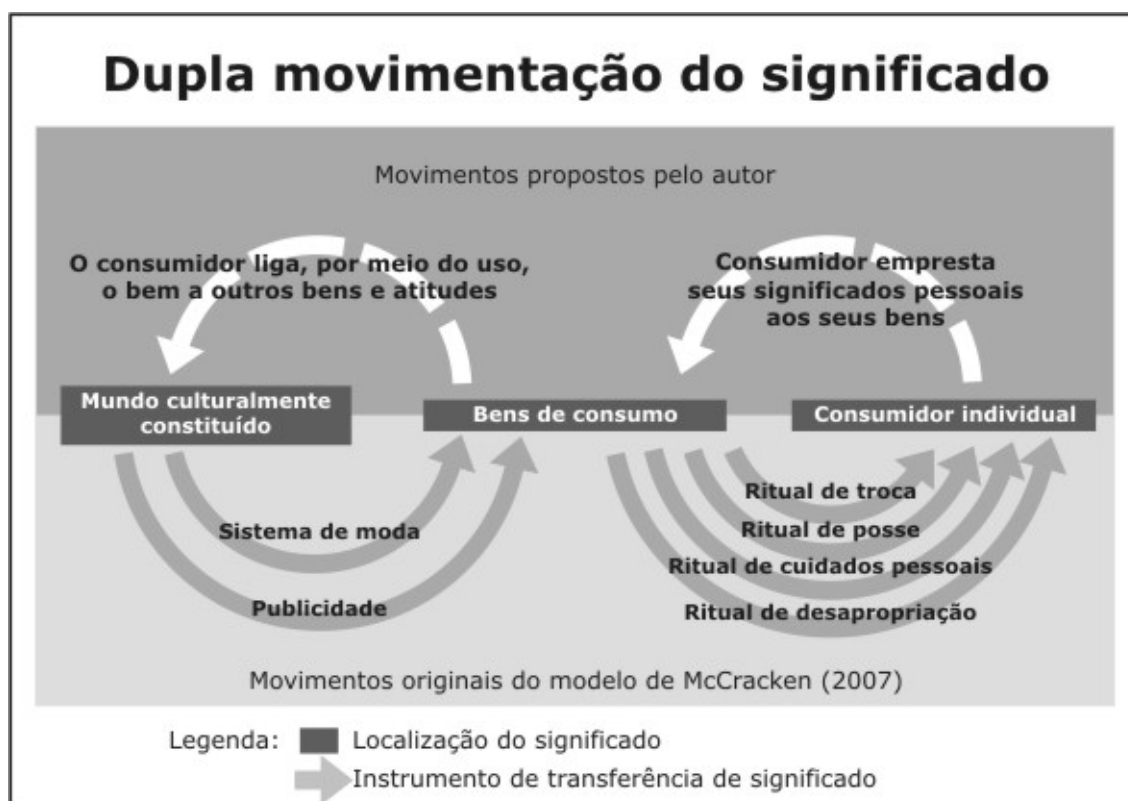 Dupla movimentação do significado
Movimentos propostos pelo autor
O consumidor liga, por meio do uso,
o bem a outros bens e atitudes
Consumidor empresta
seus significados pessoais
aos seus bens
Mundo culturalmente
constituído
Bens de consumo
Consumidor individual
Sistema de moda
Publicidade
Ritual de troca
Ritual de posse
Ritual de cuidados pessoais
Ritual de desapropriação
Movimentos originais do modelo de McCracken (2007)
Legenda:
Localização do significado
Instrumento de transferência de significado